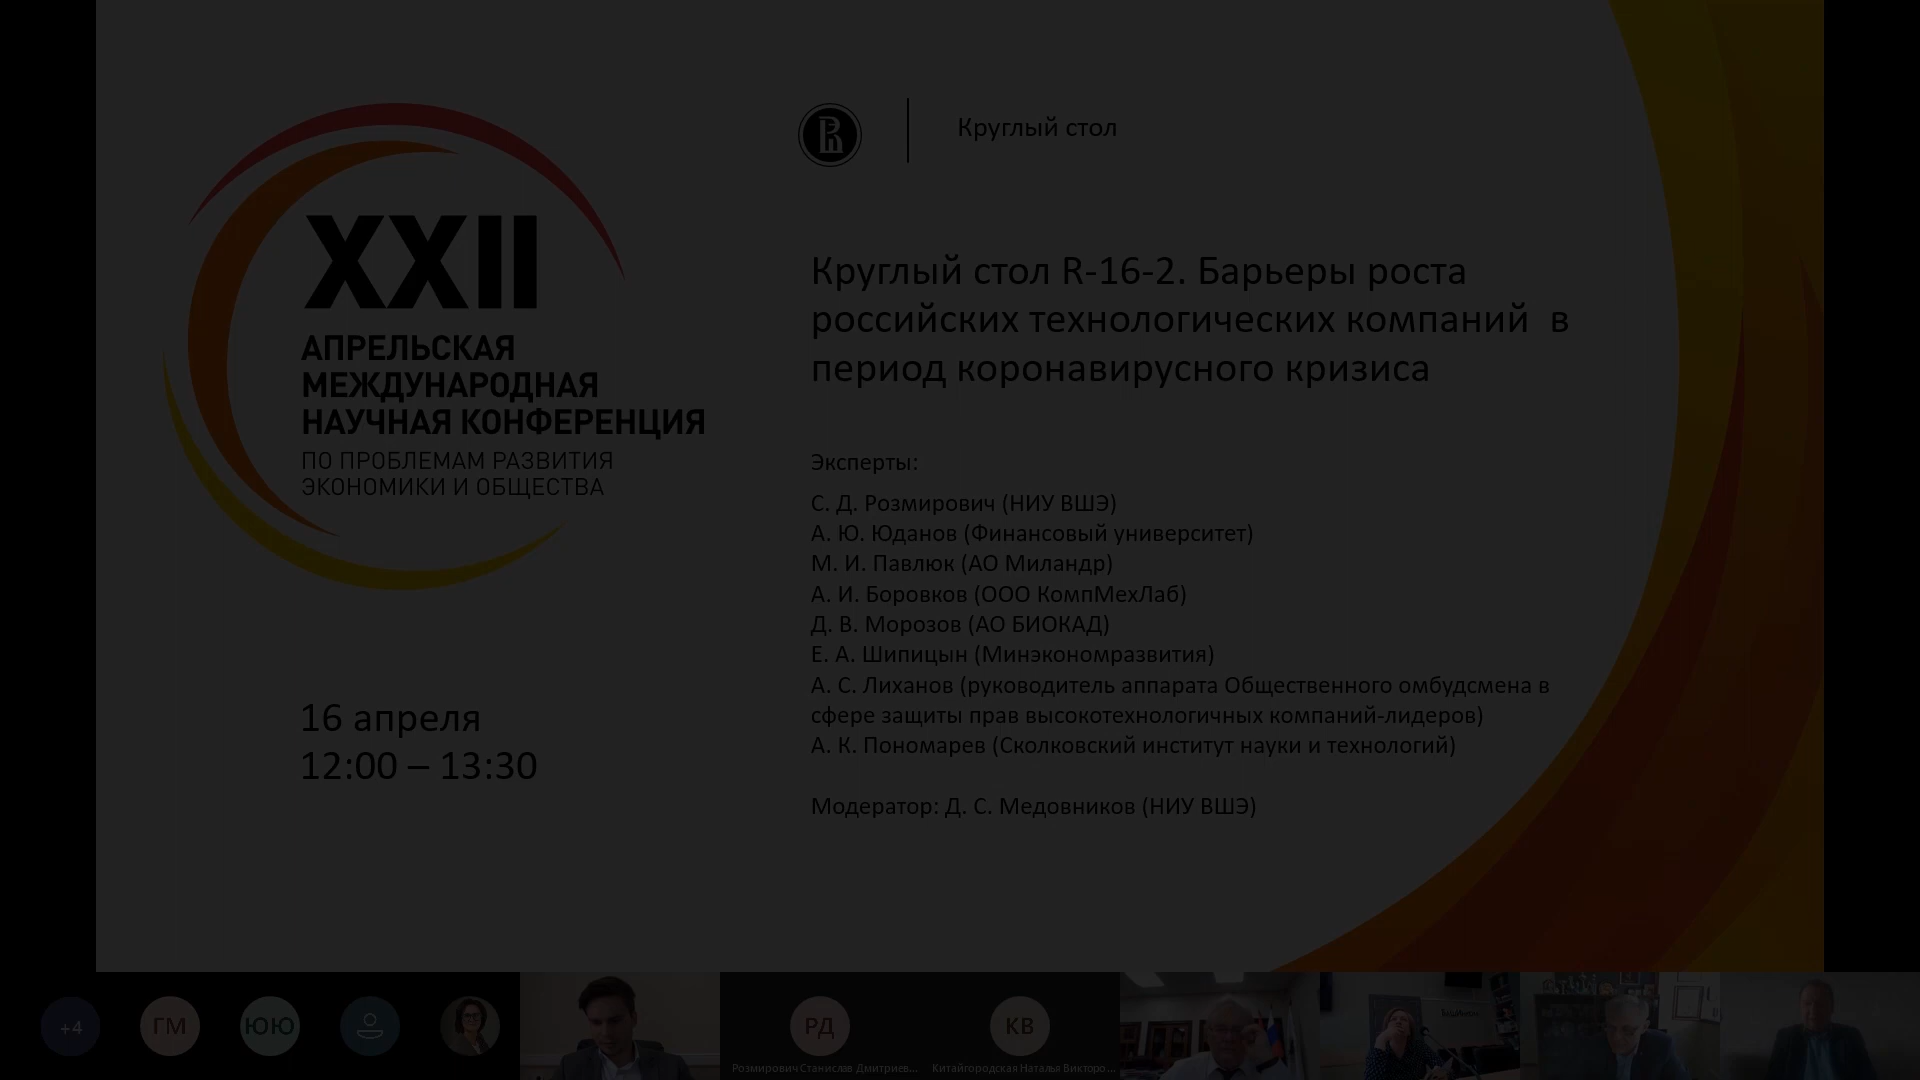 Круглый стол
XXII
АПРЕЛЬСКАЯ
МЕЖДУНАРОДНАЯ
НАУЧНАЯ КОНФЕРЕНЦИЯ
ПО ПРОБЛЕМАМ РАЗВИТИЯ
ЭКОНОМИКИ И ОБЩЕСТВА
16 апреля
12:00 – 13:30
Круглый стол R-16-2. Барьеры роста
российских технологических компаний в
период коронавирусного кризиса
Эксперты:
С. Д. Розмирович (НИУ ВШЭ)
А. Ю. Юданов (Финансовый университет)
М. И. Павлюк (АО Миландр)
А. И. Боровков (ООО КомпМехЛаб)
Д. В. Морозов (АО БИОКАД)
Е. А. Шипицын (Минэкономразвития)
А. С. Лиханов (руководитель аппарата Общественного омбудсмена в
сфере защиты прав высокотехнологичных компаний-лидеров)
А. К. Пономарев (Сколковский институт науки и технологий)
Модератор: Д. С. Медовников (НИУ ВШЭ)
+4
ГМ
ЮЮ
РД
КВ
Розмирович Станислав Дмитриев...
Китайгородская Наталья Викторо...